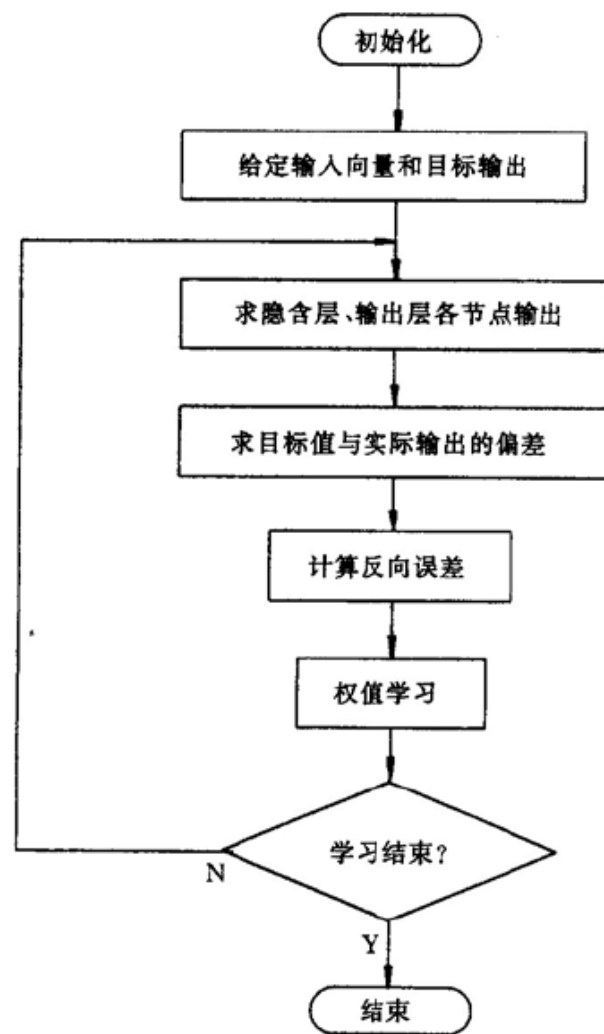 初始化
给定输入向量和目标输出
求隐含层、输出层各节点输出
求目标值与实际输出的偏差
计算反向误差
权值学习
学习结束?
N
Y
结束